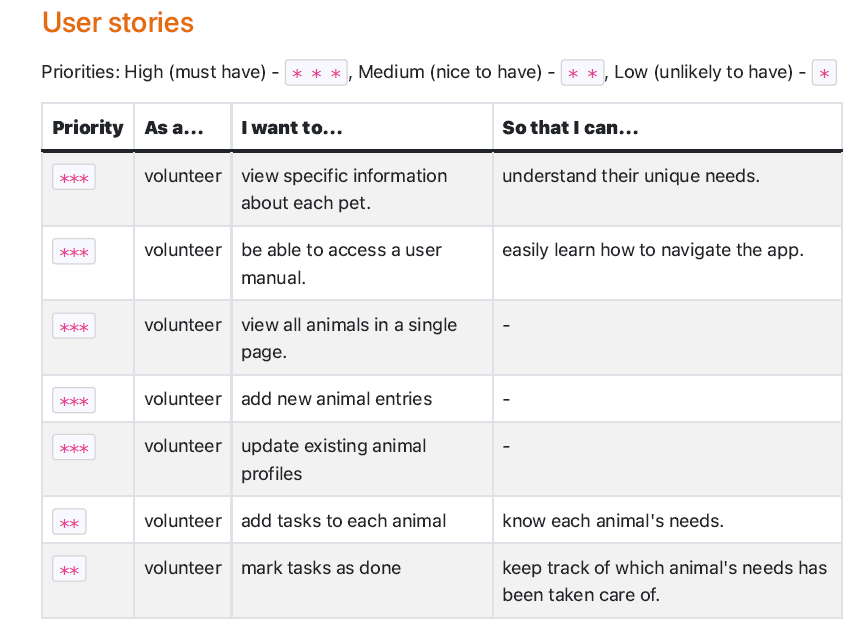 User stories
Priorities: High (must have) - * * *, Medium (nice to have) - * *, Low (unlikely to have) - *
Priority As a... I want to... So that I can...
*** volunteer view specific information understand their unique needs.
about each pet.
*** volunteer be able to access a user easily learn how to navigate the app.
manual.
*** volunteer view all animals in a single -
page.
*** volunteer add new animal entries -
*** volunteer update existing animal -
profiles
** volunteer add tasks to each animal know each animal's needs.
** volunteer mark tasks as done keep track of which animal's needs has
been taken care of.